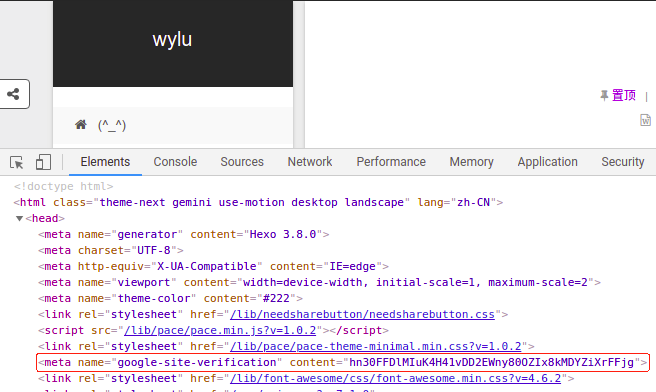 wylu
置顶 |
(^_^)
Elements Console Sources Network Performance Memory Application Security
<!doctype html>
<html class="theme-next gemini use-motion desktop landscape" lang="zh-CN">
<head>
<meta name="generator" content="Hexo 3.8.0">
<meta charset="UTF-8">
<meta http-equiv="X-UA-Compatible" content="IE=edge">
<meta name="viewport" content="width=device-width, initial-scale=1, maximum-scale=2">
<meta name="theme-color" content="#222">
<link rel="stylesheet" href="/lib/needsharebutton/needsharebutton.css">
<script src="/lib/pace/pace.min.js?v=1.0.2"></script>
<link rel="stylesheet" href="/lib/pace/pace-theme-minimal.min.css?v=1.0.2">
<meta name="google-site-verification" content="hn30FFDlMIuK4H41vDD2EWny80OZIx8kMDYZiXrFFjg">
<link rel="stylesheet" href="/lib/font-awesome/css/font-awesome.min.css?v=4.6.2">